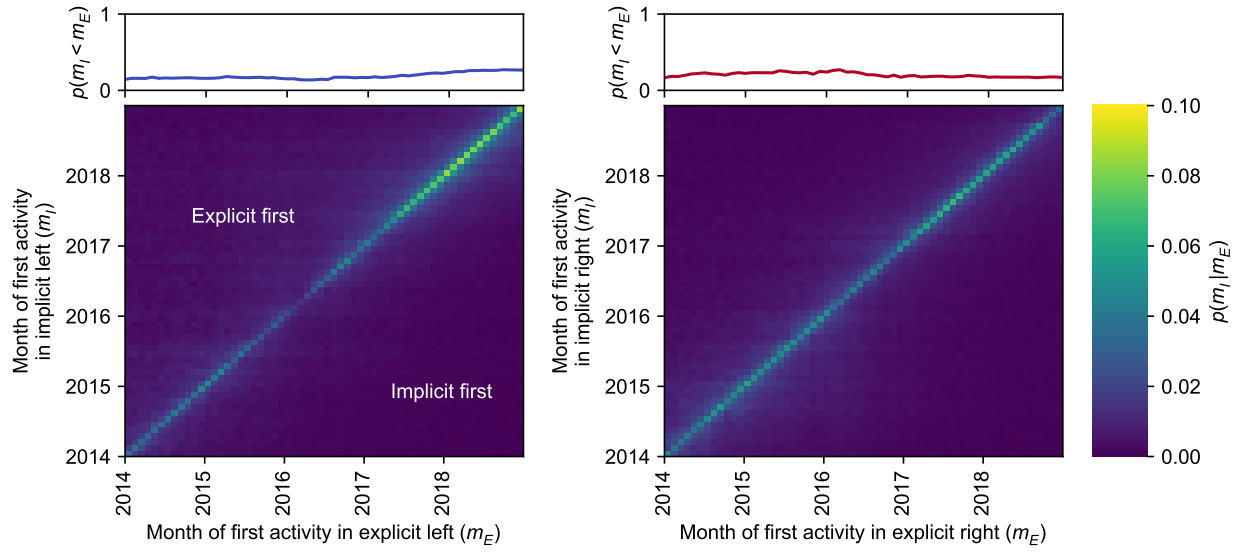 1
0
p(m_I < m_E)
2018
2017
2016
2015
2014
Month of first activity
in implicit left (m_I)
Explicit first
Implicit first
2014
2015
2016
2017
2018
Month of first activity in explicit left (m_E)
1
0
p(m_I < m_E)
2018
2017
2016
2015
2014
Month of first activity
in implicit right (m_I)
2014
2015
2016
2017
2018
Month of first activity in explicit right (m_E)
0.10
0.08
0.06
0.04
0.02
0.00
p(m_I | m_E)